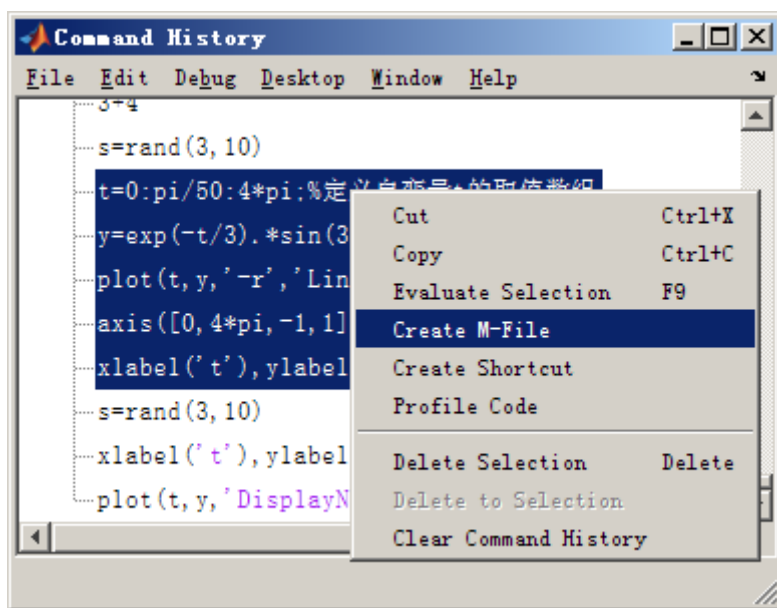 Command History
File Edit Debug Desktop Window Help
3+4
s=rand(3,10)
t=0:pi/50:4*pi;%定义自变量t的取值数组
y=exp(-t/3).*sin(3
plot(t,y,'-r','Lin
axis([0,4*pi,-1,1]
xlabel('t'),ylabel
s=rand(3,10)
xlabel('t'),ylabel
plot(t,y,'DisplayN
Cut Ctrl+X
Copy Ctrl+C
Evaluate Selection F9
Create M-File
Create Shortcut
Profile Code
Delete Selection Delete
Delete to Selection
Clear Command History